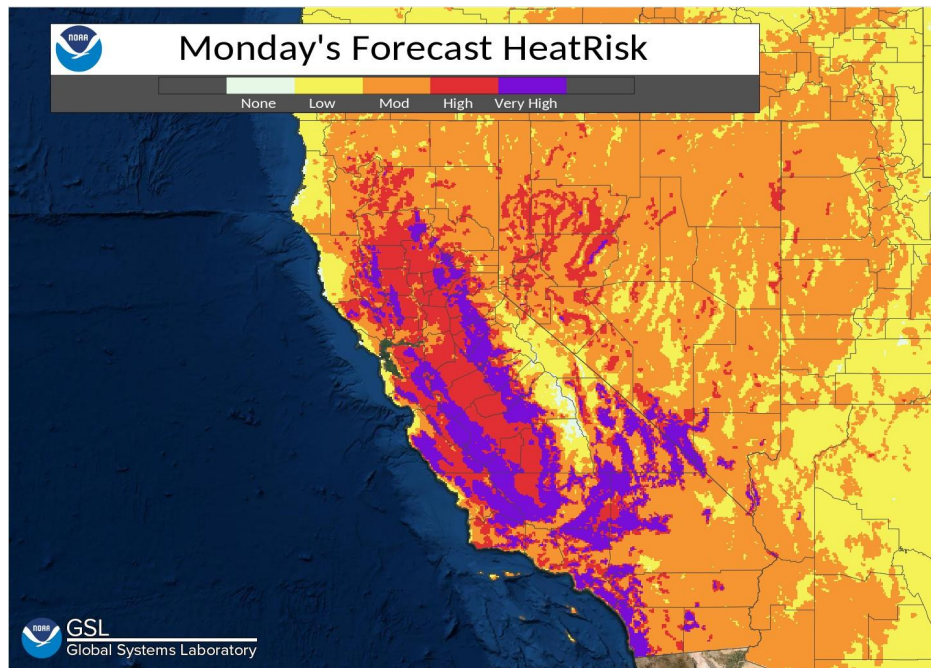 NOAA
Monday's Forecast HeatRisk
None Low Mod High Very High
NOAA
GSL
Global Systems Laboratory